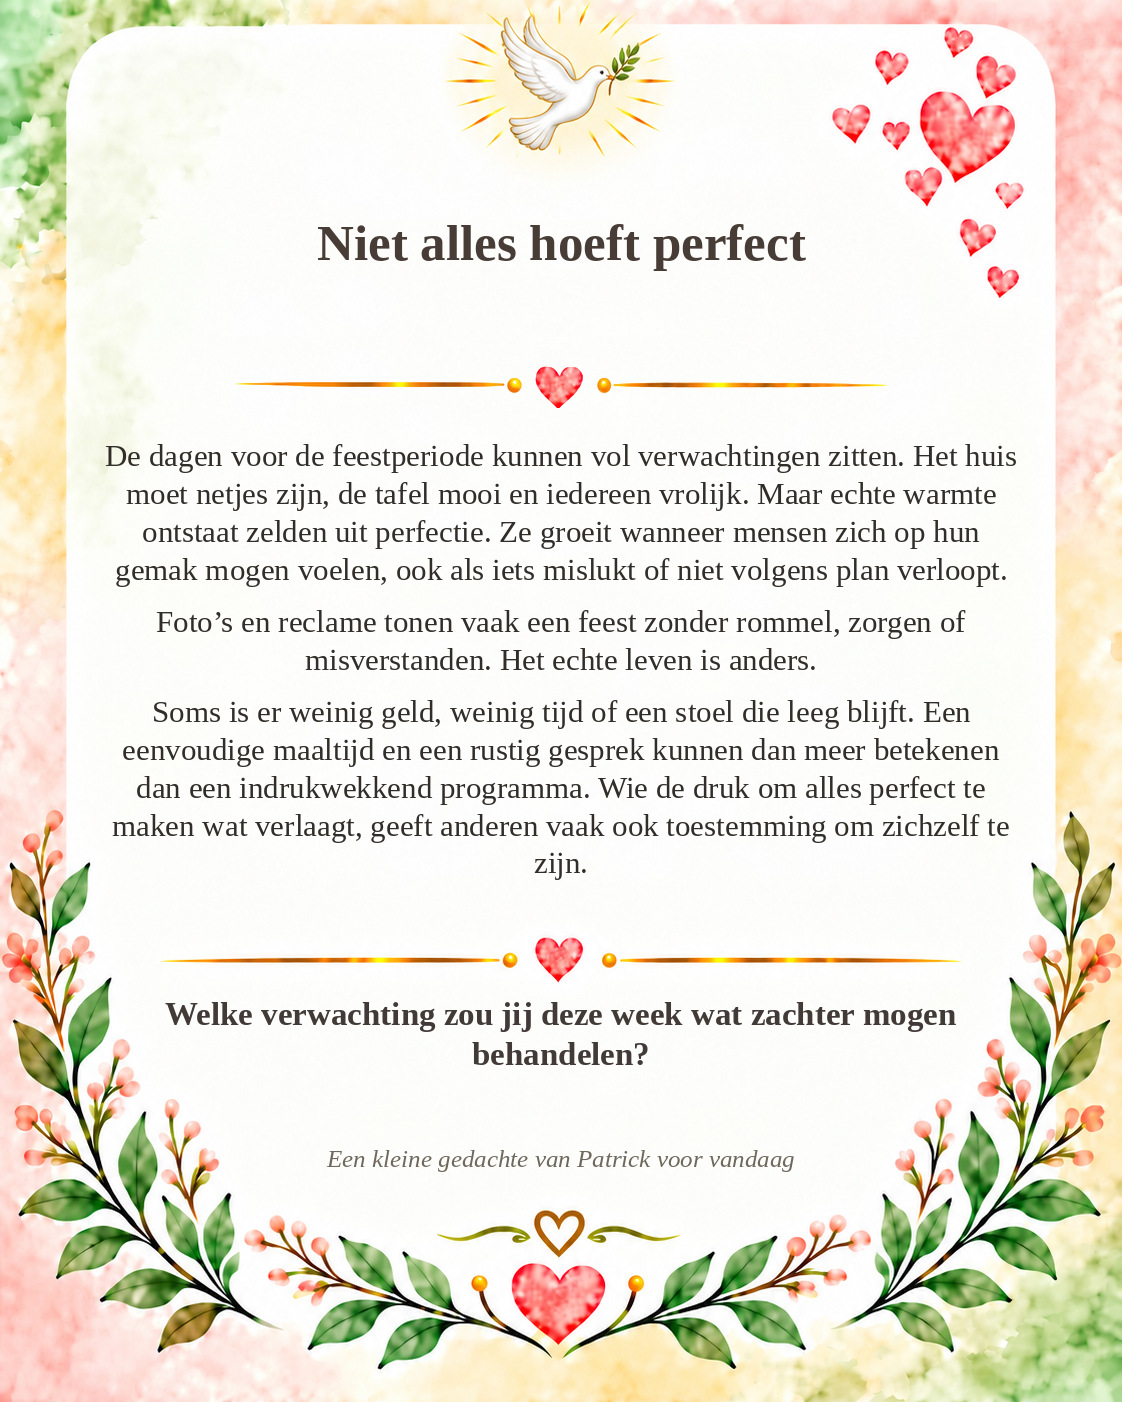 Niet alles hoeft perfect
De dagen voor de feestperiode kunnen vol verwachtingen zitten. Het huis
moet netjes zijn, de tafel mooi en iedereen vrolijk. Maar echte warmte
ontstaat zelden uit perfectie. Ze groeit wanneer mensen zich op hun
gemak mogen voelen, ook als iets mislukt of niet volgens plan verloopt.
Foto’s en reclame tonen vaak een feest zonder rommel, zorgen of
misverstanden. Het echte leven is anders.
Soms is er weinig geld, weinig tijd of een stoel die leeg blijft. Een
eenvoudige maaltijd en een rustig gesprek kunnen dan meer betekenen
dan een indrukwekkend programma. Wie de druk om alles perfect te
maken wat verlaagt, geeft anderen vaak ook toestemming om zichzelf te
zijn.
Welke verwachting zou jij deze week wat zachter mogen
behandelen?
Een kleine gedachte van Patrick voor vandaag